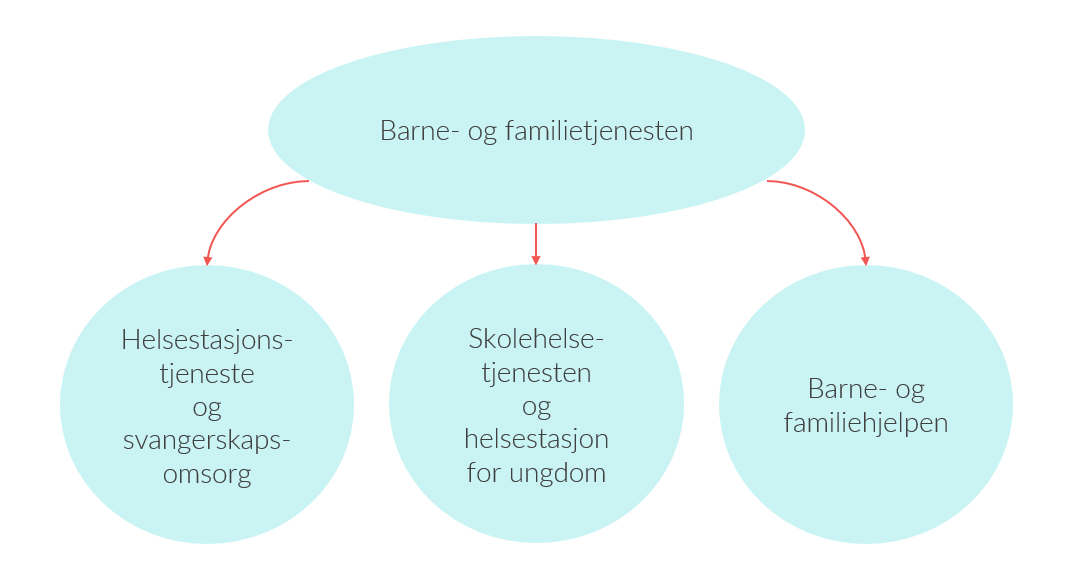 Barne- og familietjenesten
Helsestasjons-
tjeneste
og
svangerskaps-
omsorg
Skolehelse-
tjenesten
og
helsestasjon
for ungdom
Barne- og
familiehjelpen